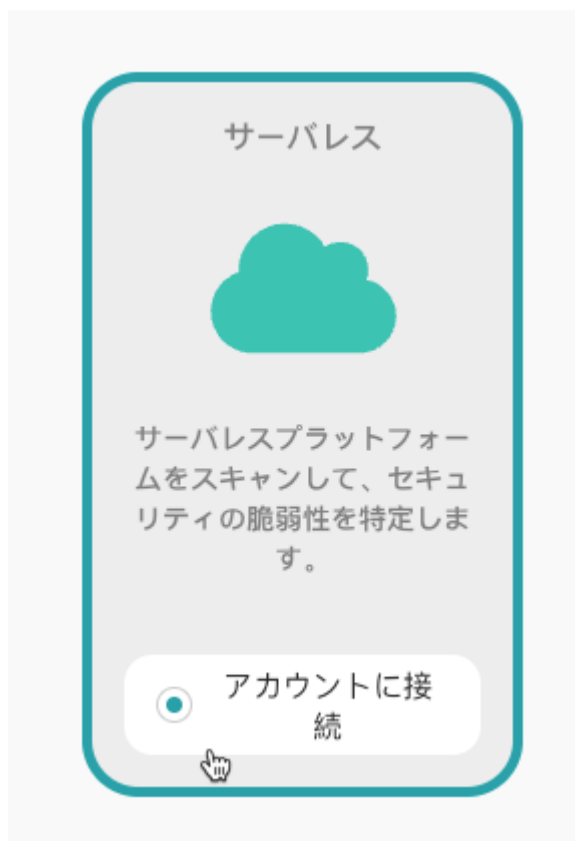 サーバレス
サーバレスプラットフォー
ムをスキャンして、セキュ
リティの脆弱性を特定しま
す。
アカウントに接
続